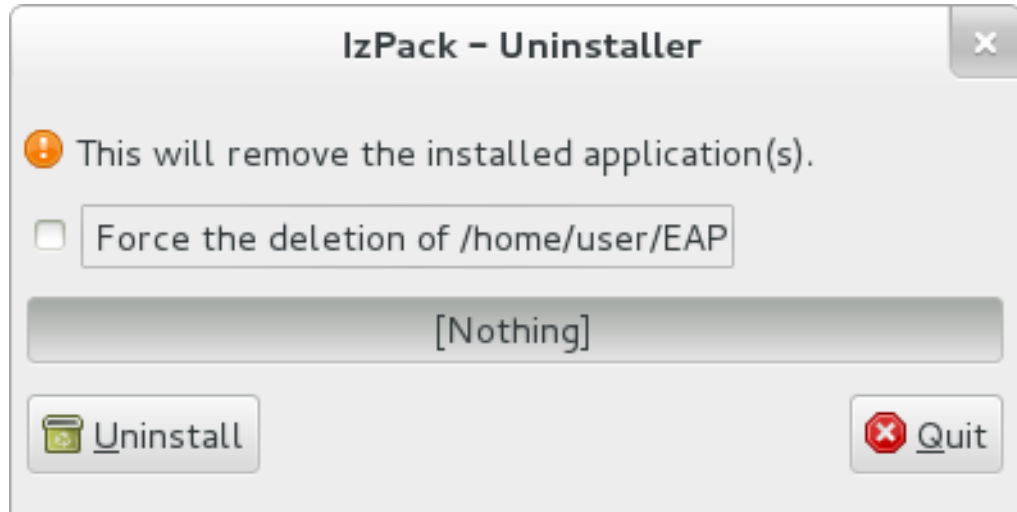 IzPack - Uninstaller
This will remove the installed application(s).
Force the deletion of /home/user/EAP
[Nothing]
Uninstall
Quit